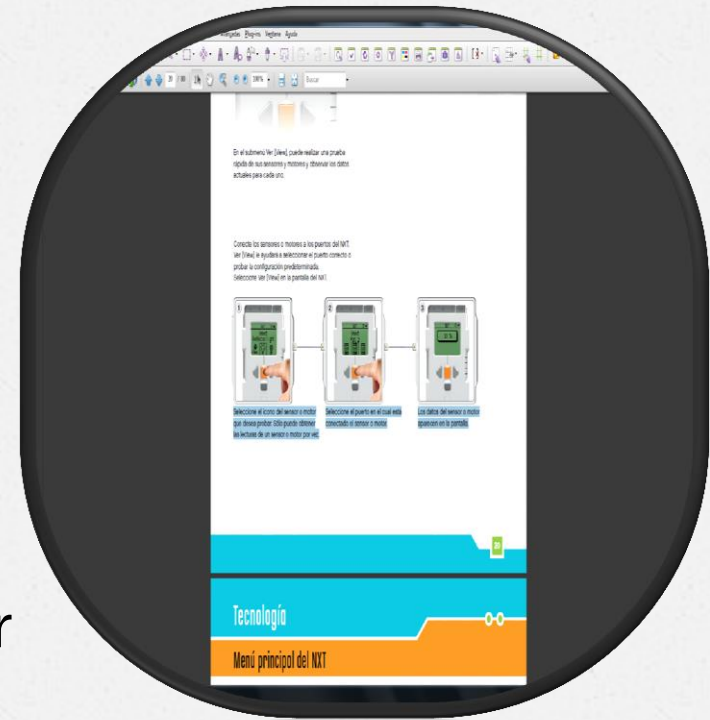 Avanzadas Plug-ins Ventana Ayuda
100%
Buscar
En el submenú Ver [View], puede realizar una prueba
rápida de sus sensores y motores y observar los datos
actuales para cada uno.
Conecte los sensores o motores a los puertos del NXT.
Ver [View] le ayudará a seleccionar el puerto correcto o
probar la configuración predeterminada.
Seleccione Ver [View] en la pantalla del NXT.
1 2 3
Seleccione el icono del sensor o motor
que desea probar. Sólo puede obtener
las lecturas de un sensor o motor por vez.
Seleccione el puerto en el cual está
conectado el sensor o motor.
Los datos del sensor o motor
aparecen en la pantalla.
Tecnología
Menú principal del NXT
r